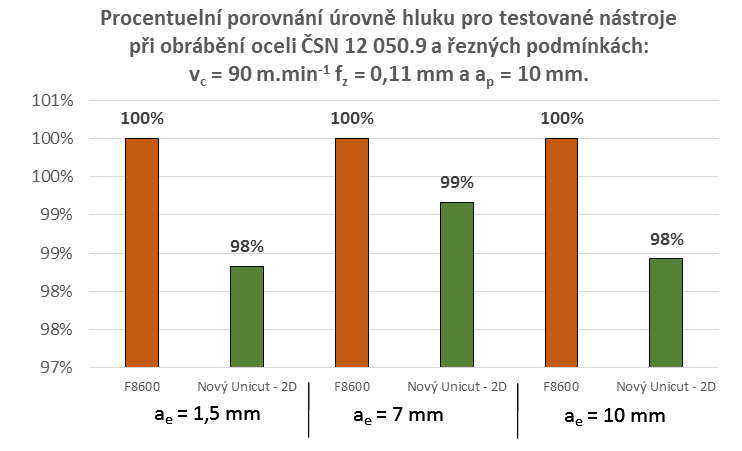 Procentuelní porovnání úrovně hluku pro testované nástroje
při obrábění oceli ČSN 12 050.9 a řezných podmínkách:
vc = 90 m.min-1 fz = 0,11 mm a ap = 10 mm.
101%
100%
100%
99%
99%
98%
98%
97%
100%
98%
100%
99%
100%
98%
F8600
Nový Unicut - 2D
F8600
Nový Unicut - 2D
F8600
Nový Unicut - 2D
ae = 1,5 mm
ae = 7 mm
ae = 10 mm